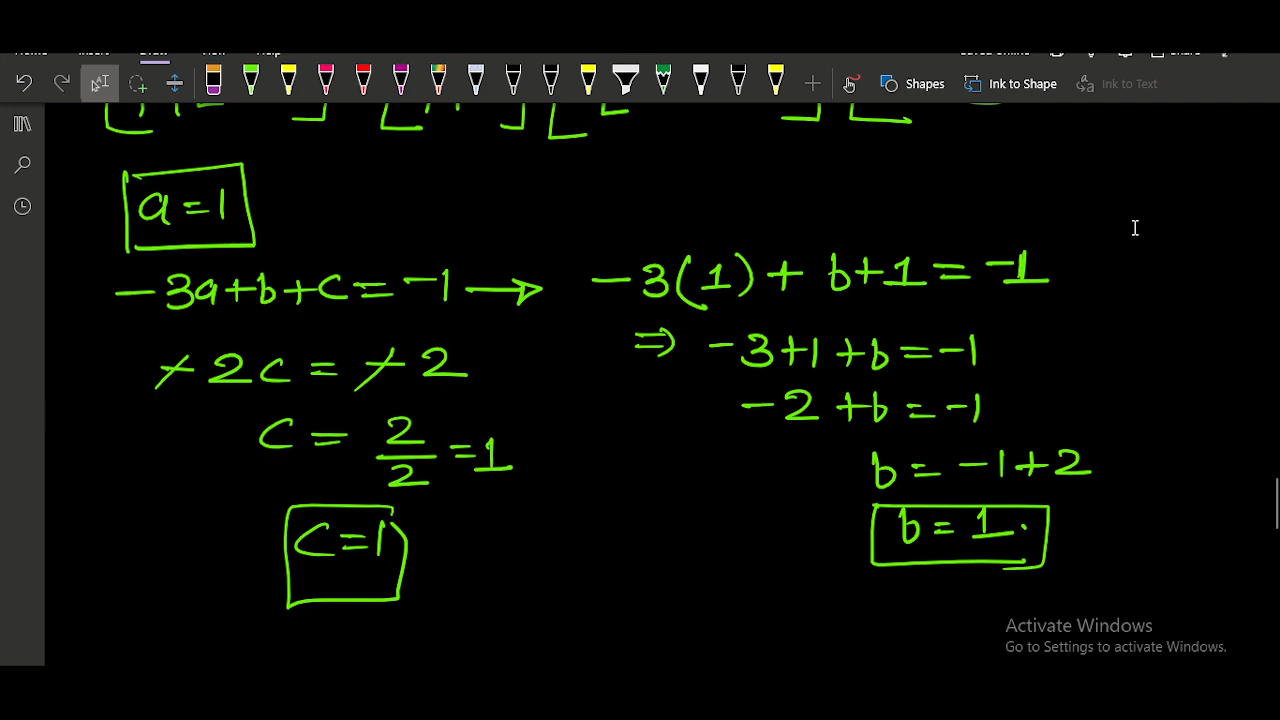 Shapes Ink to Shape Ink to Text
a = 1
-3a+b+c = -1 → -3(1) + b+1 = -1
-2c = -2
⇒ -3+1+b = -1
-2 +b = -1
c = 2/2 = 1
b = -1+2
c = 1
b = 1.
Activate Windows
Go to Settings to activate Windows.